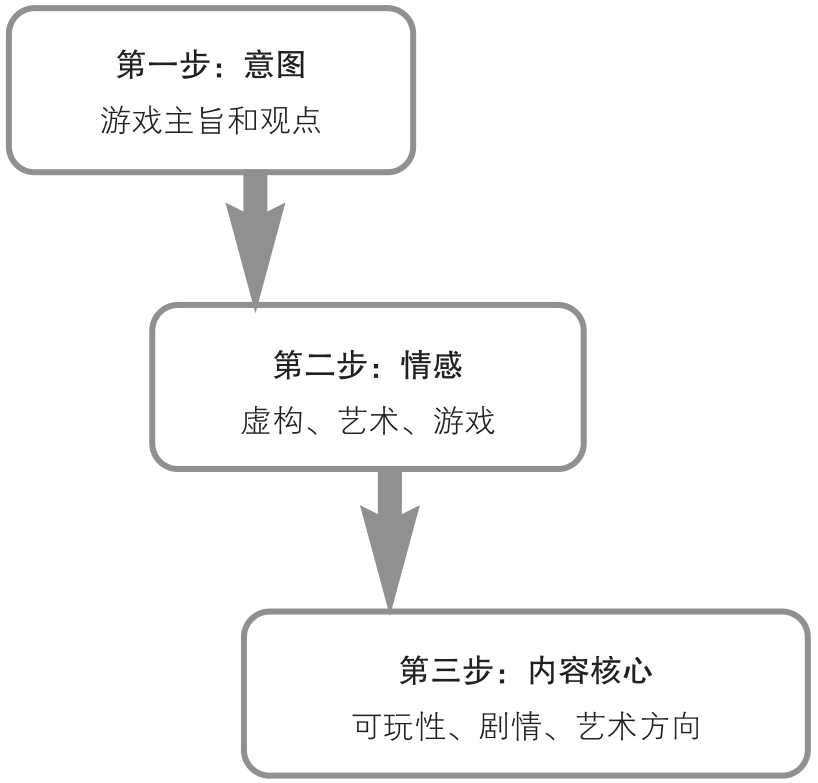 第一步：意图
游戏主旨和观点
第二步：情感
虚构、艺术、游戏
第三步：内容核心
可玩性、剧情、艺术方向